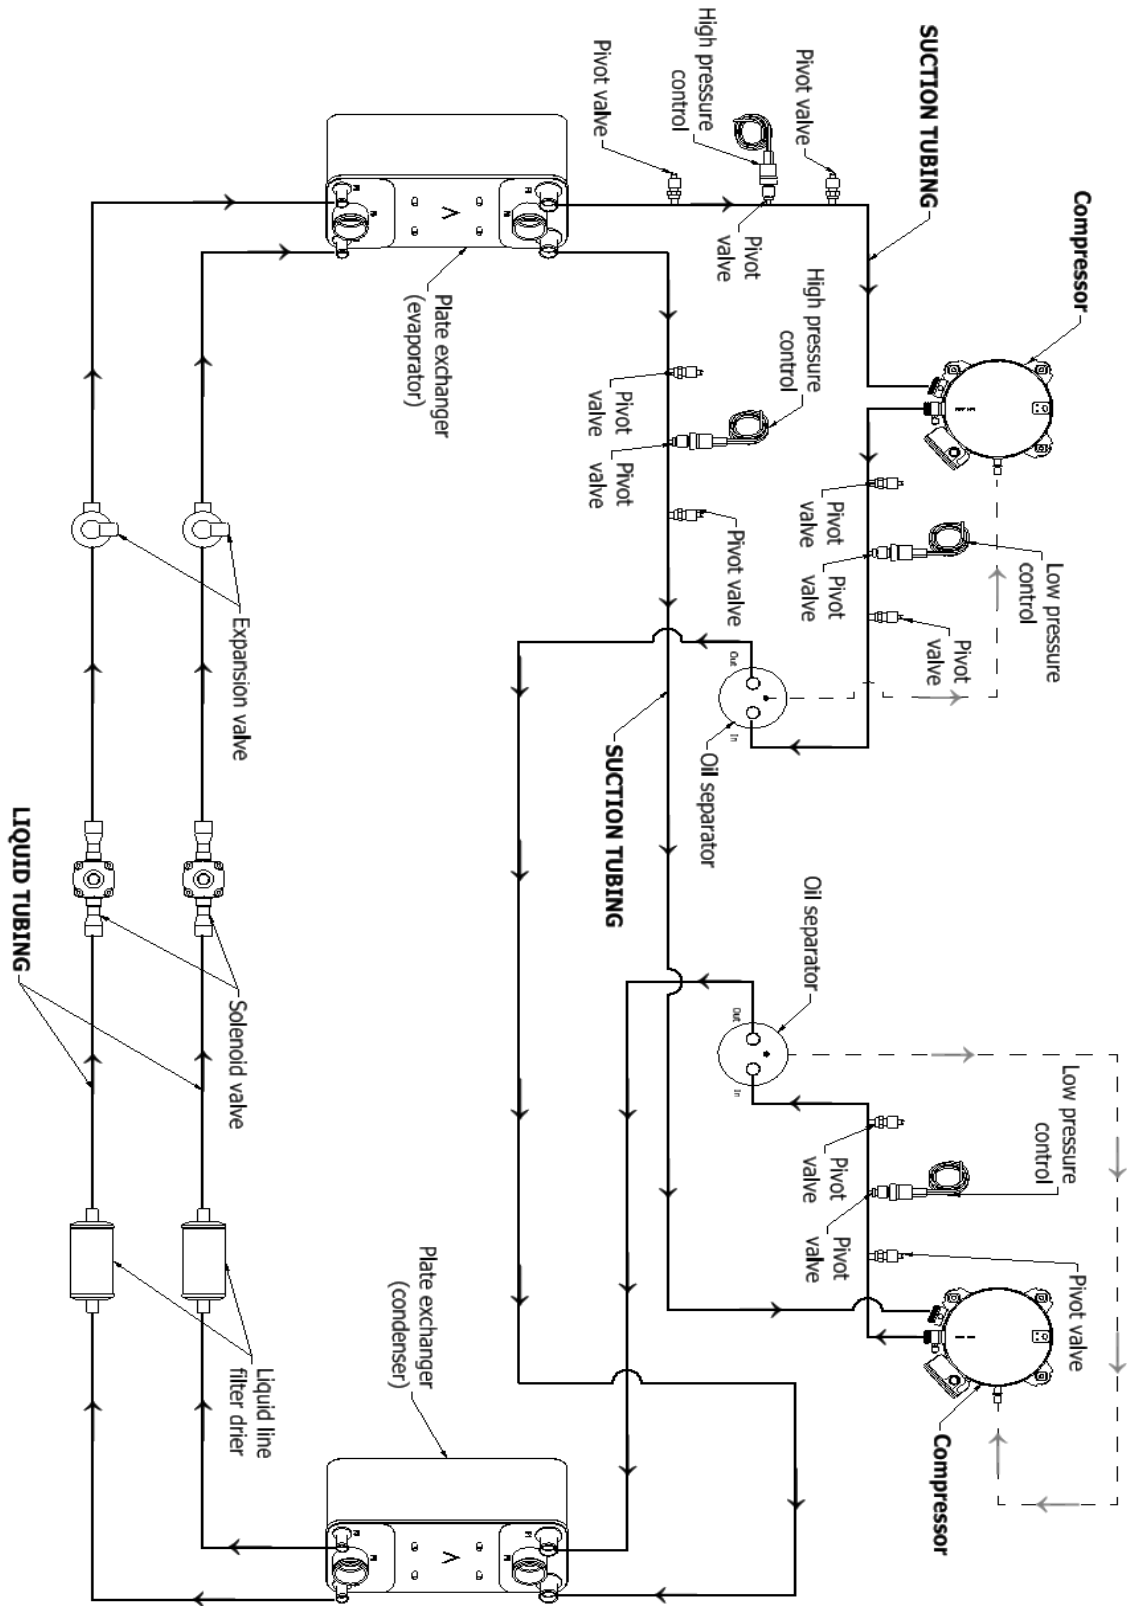 Compressor
Low pressure
control
Low pressure
control
Pivot valve
Pivot
valve
Compressor
SUCTION TUBING
Pivot
valve
Pivot
valve
Pivot
valve
Pivot
valve
High pressure
control
Oil separator
Pivot valve
Pivot
valve
Pivot valve
Out
In
Out
In
High pressure
control
Oil separator
Pivot
valve
Pivot
valve
SUCTION TUBING
Pivot valve
Plate exchanger
(evaporator)
Plate exchanger
(condenser)
Expansion valve
Solenoid valve
Liquid line
filter drier
LIQUID TUBING